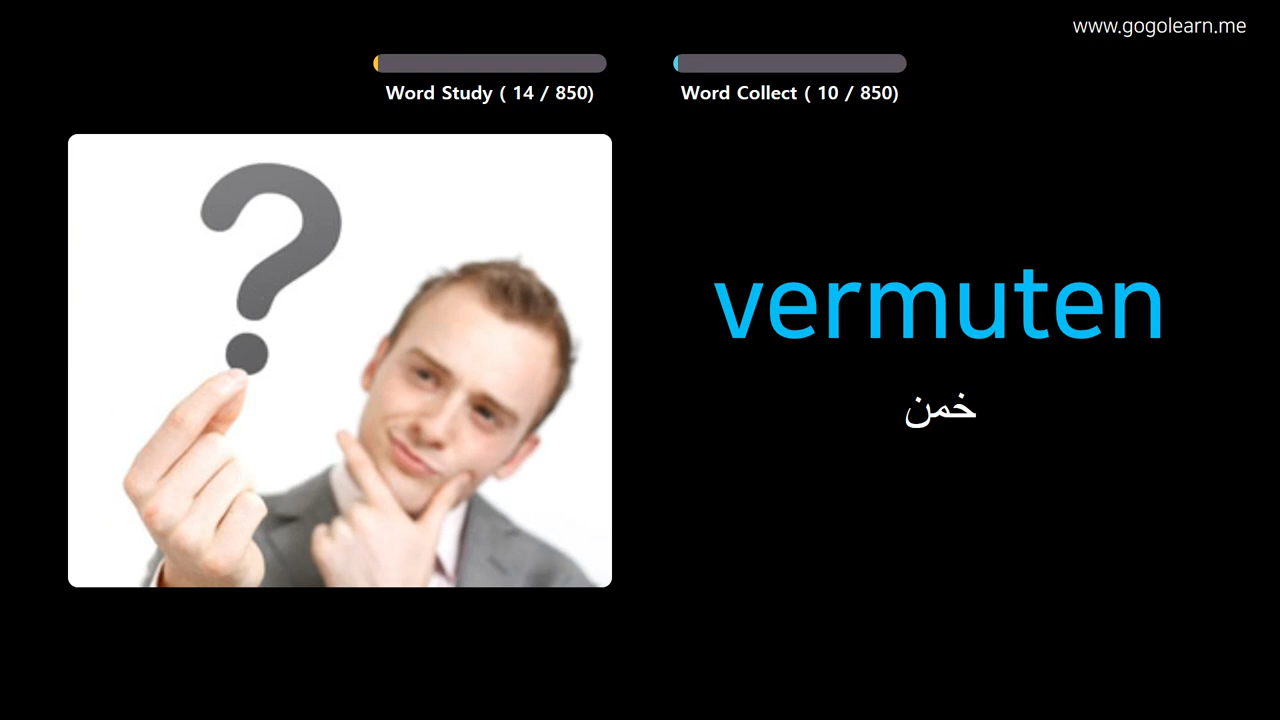 www.gogolearn.me
Word Study ( 14 / 850)
Word Collect ( 10 / 850)
?
vermuten
خمن